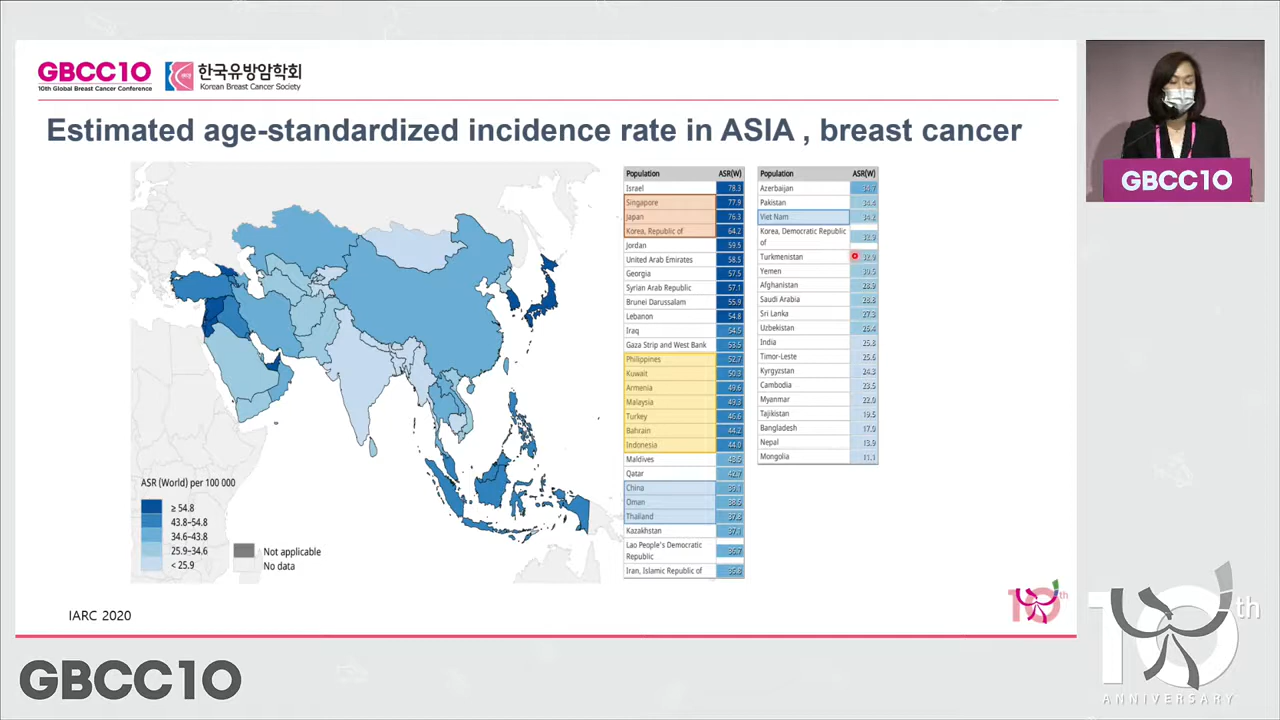 GBCC10
10th Global Breast Cancer Conference
한국유방암학회
Korean Breast Cancer Society
Estimated age-standardized incidence rate in ASIA , breast cancer
Population ASR(W)
Israel 78.3
Singapore 77.9
Japan 76.3
Korea, Republic of 64.2
Jordan 59.5
United Arab Emirates 58.5
Georgia 57.5
Syrian Arab Republic 57.1
Brunei Darussalam 55.9
Lebanon 54.8
Iraq 54.5
Gaza Strip and West Bank 53.5
Philippines 52.7
Kuwait 50.3
Armenia 49.6
Malaysia 49.3
Turkey 46.6
Bahrain 44.2
Indonesia 44.0
Maldives 43.5
Qatar 42.7
China 39.1
Oman 38.5
Thailand 37.8
Kazakhstan 37.1
Lao People's Democratic
Republic 36.7
Iran, Islamic Republic of 35.8
Population ASR(W)
Azerbaijan 34.7
Pakistan 34.4
Viet Nam 34.2
Korea, Democratic Republic
of 32.9
Turkmenistan 32.9
Yemen 30.5
Afghanistan 28.9
Saudi Arabia 28.8
Sri Lanka 27.3
Uzbekistan 26.4
India 25.8
Timor-Leste 25.6
Kyrgyzstan 24.3
Cambodia 23.5
Myanmar 22.0
Tajikistan 19.5
Bangladesh 17.0
Nepal 13.9
Mongolia 11.1
ASR (World) per 100 000
≥ 54.8
43.8–54.8
34.6–43.8
25.9–34.6
< 25.9
Not applicable
No data
IARC 2020
10th
GBCC10
GBCC10
10th
ANNIVERSARY